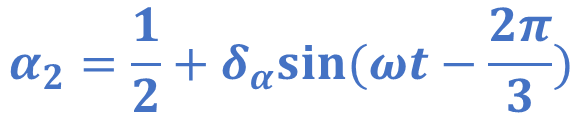 α₂ = 1/2 + δ_α sin(ωt − 2π/3)